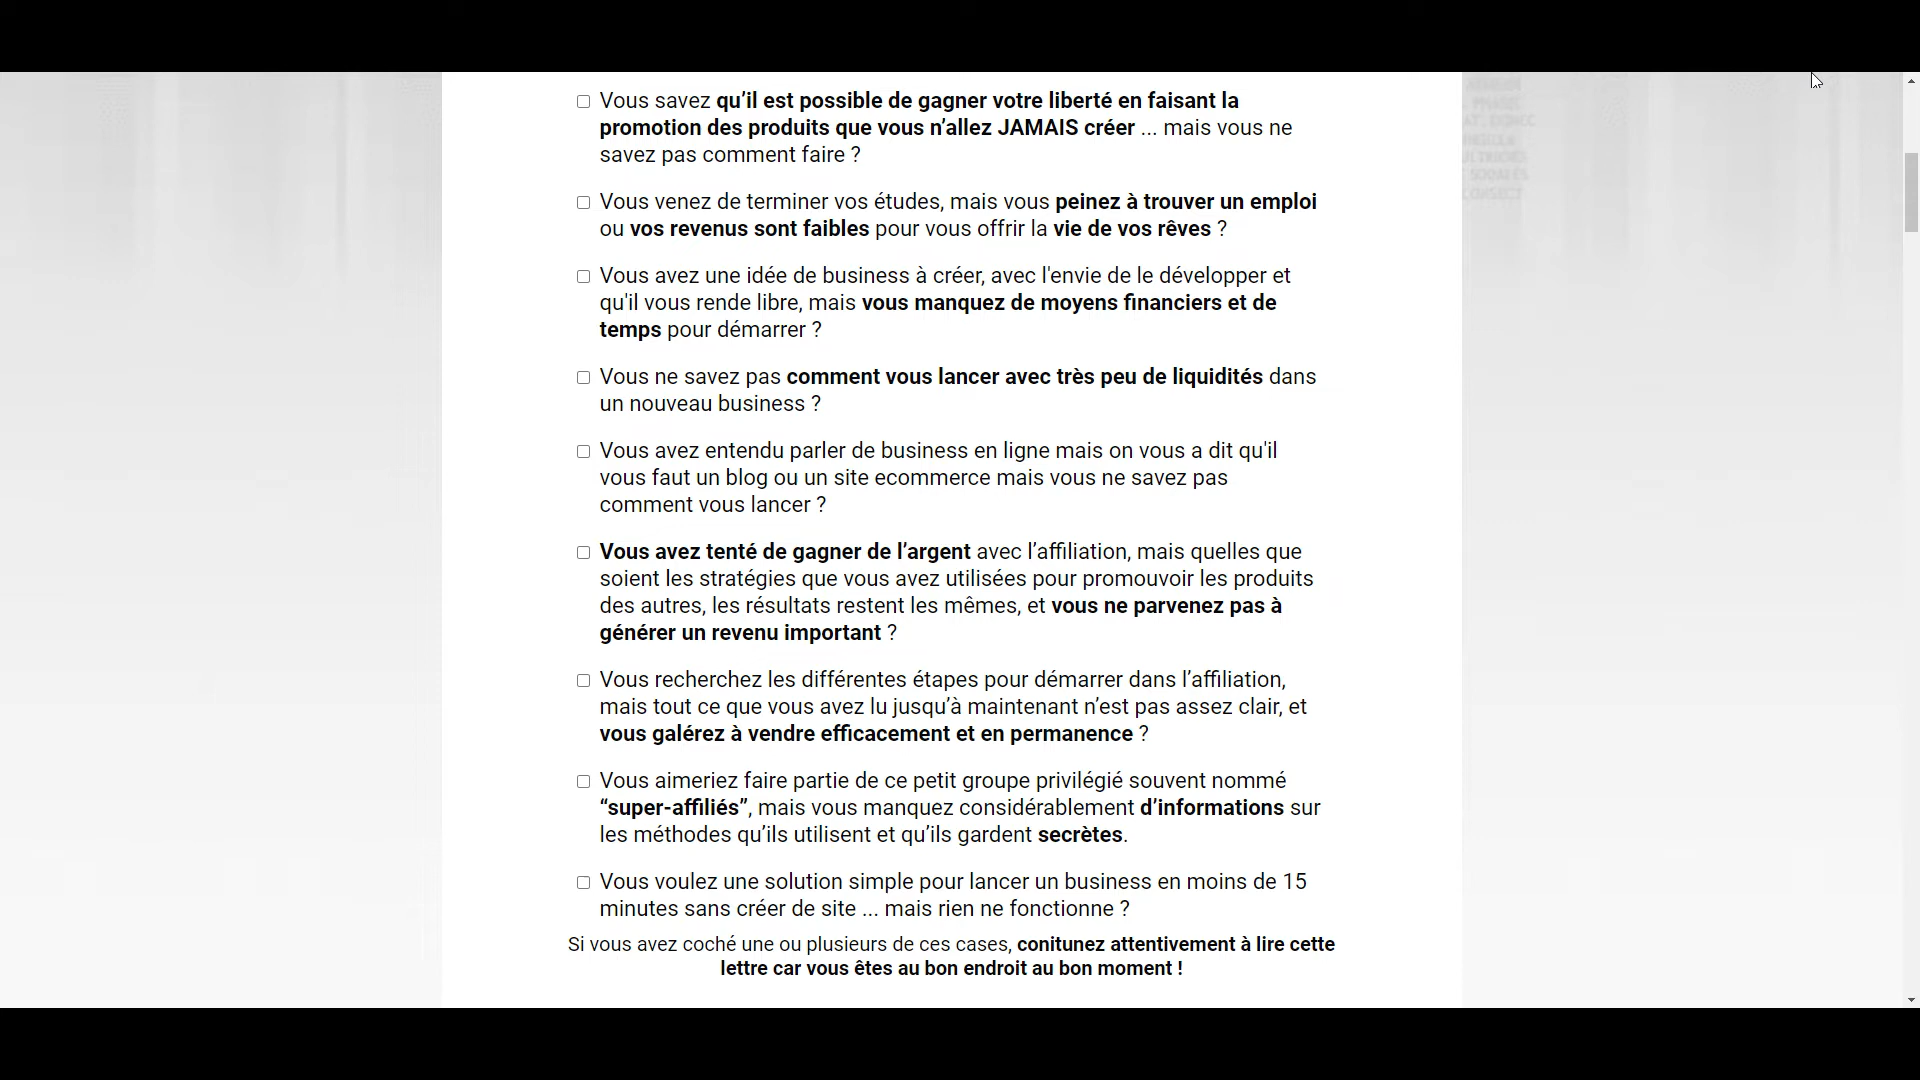 Vous savez qu’il est possible de gagner votre liberté en faisant la
promotion des produits que vous n’allez JAMAIS créer ... mais vous ne
savez pas comment faire ?
Vous venez de terminer vos études, mais vous peinez à trouver un emploi
ou vos revenus sont faibles pour vous offrir la vie de vos rêves ?
Vous avez une idée de business à créer, avec l'envie de le développer et
qu'il vous rende libre, mais vous manquez de moyens financiers et de
temps pour démarrer ?
Vous ne savez pas comment vous lancer avec très peu de liquidités dans
un nouveau business ?
Vous avez entendu parler de business en ligne mais on vous a dit qu'il
vous faut un blog ou un site ecommerce mais vous ne savez pas
comment vous lancer ?
Vous avez tenté de gagner de l’argent avec l’affiliation, mais quelles que
soient les stratégies que vous avez utilisées pour promouvoir les produits
des autres, les résultats restent les mêmes, et vous ne parvenez pas à
générer un revenu important ?
Vous recherchez les différentes étapes pour démarrer dans l’affiliation,
mais tout ce que vous avez lu jusqu’à maintenant n’est pas assez clair, et
vous galérez à vendre efficacement et en permanence ?
Vous aimeriez faire partie de ce petit groupe privilégié souvent nommé
“super-affiliés”, mais vous manquez considérablement d’informations sur
les méthodes qu’ils utilisent et qu’ils gardent secrètes.
Vous voulez une solution simple pour lancer un business en moins de 15
minutes sans créer de site ... mais rien ne fonctionne ?
Si vous avez coché une ou plusieurs de ces cases, conitunez attentivement à lire cette
lettre car vous êtes au bon endroit au bon moment !